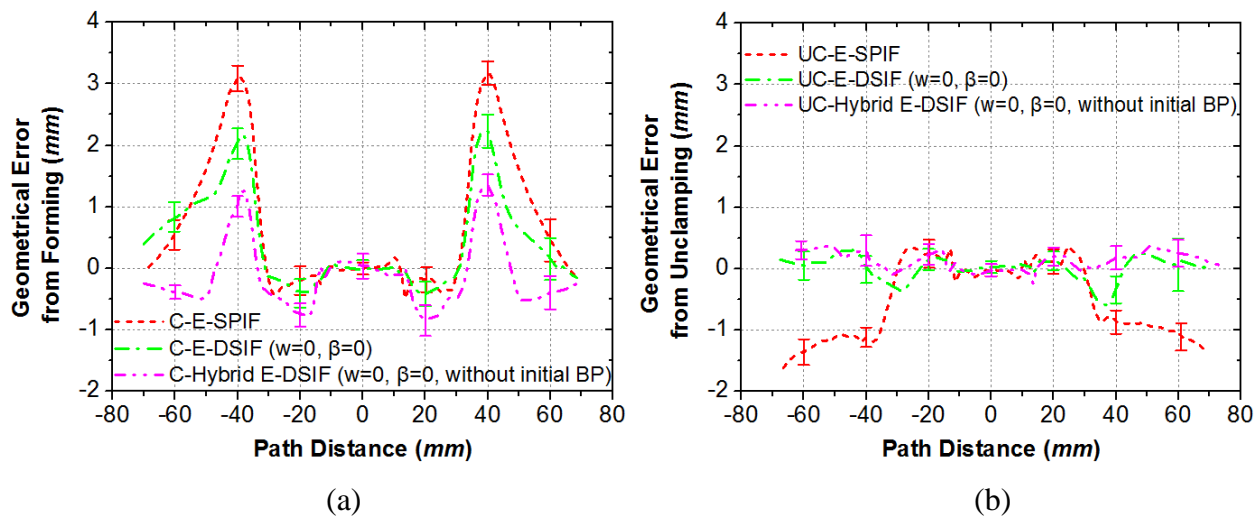 Geometrical Error
from Forming (mm)
4
3
2
1
0
-1
-2
C-E-SPIF
C-E-DSIF (w=0, β=0)
C-Hybrid E-DSIF (w=0, β=0, without initial BP)
-80 -60 -40 -20 0 20 40 60 80
Path Distance (mm)
(a)
Geometrical Error
from Unclamping (mm)
4
3
2
1
0
-1
-2
UC-E-SPIF
UC-E-DSIF (w=0, β=0)
UC-Hybrid E-DSIF (w=0, β=0, without initial BP)
-80 -60 -40 -20 0 20 40 60 80
Path Distance (mm)
(b)